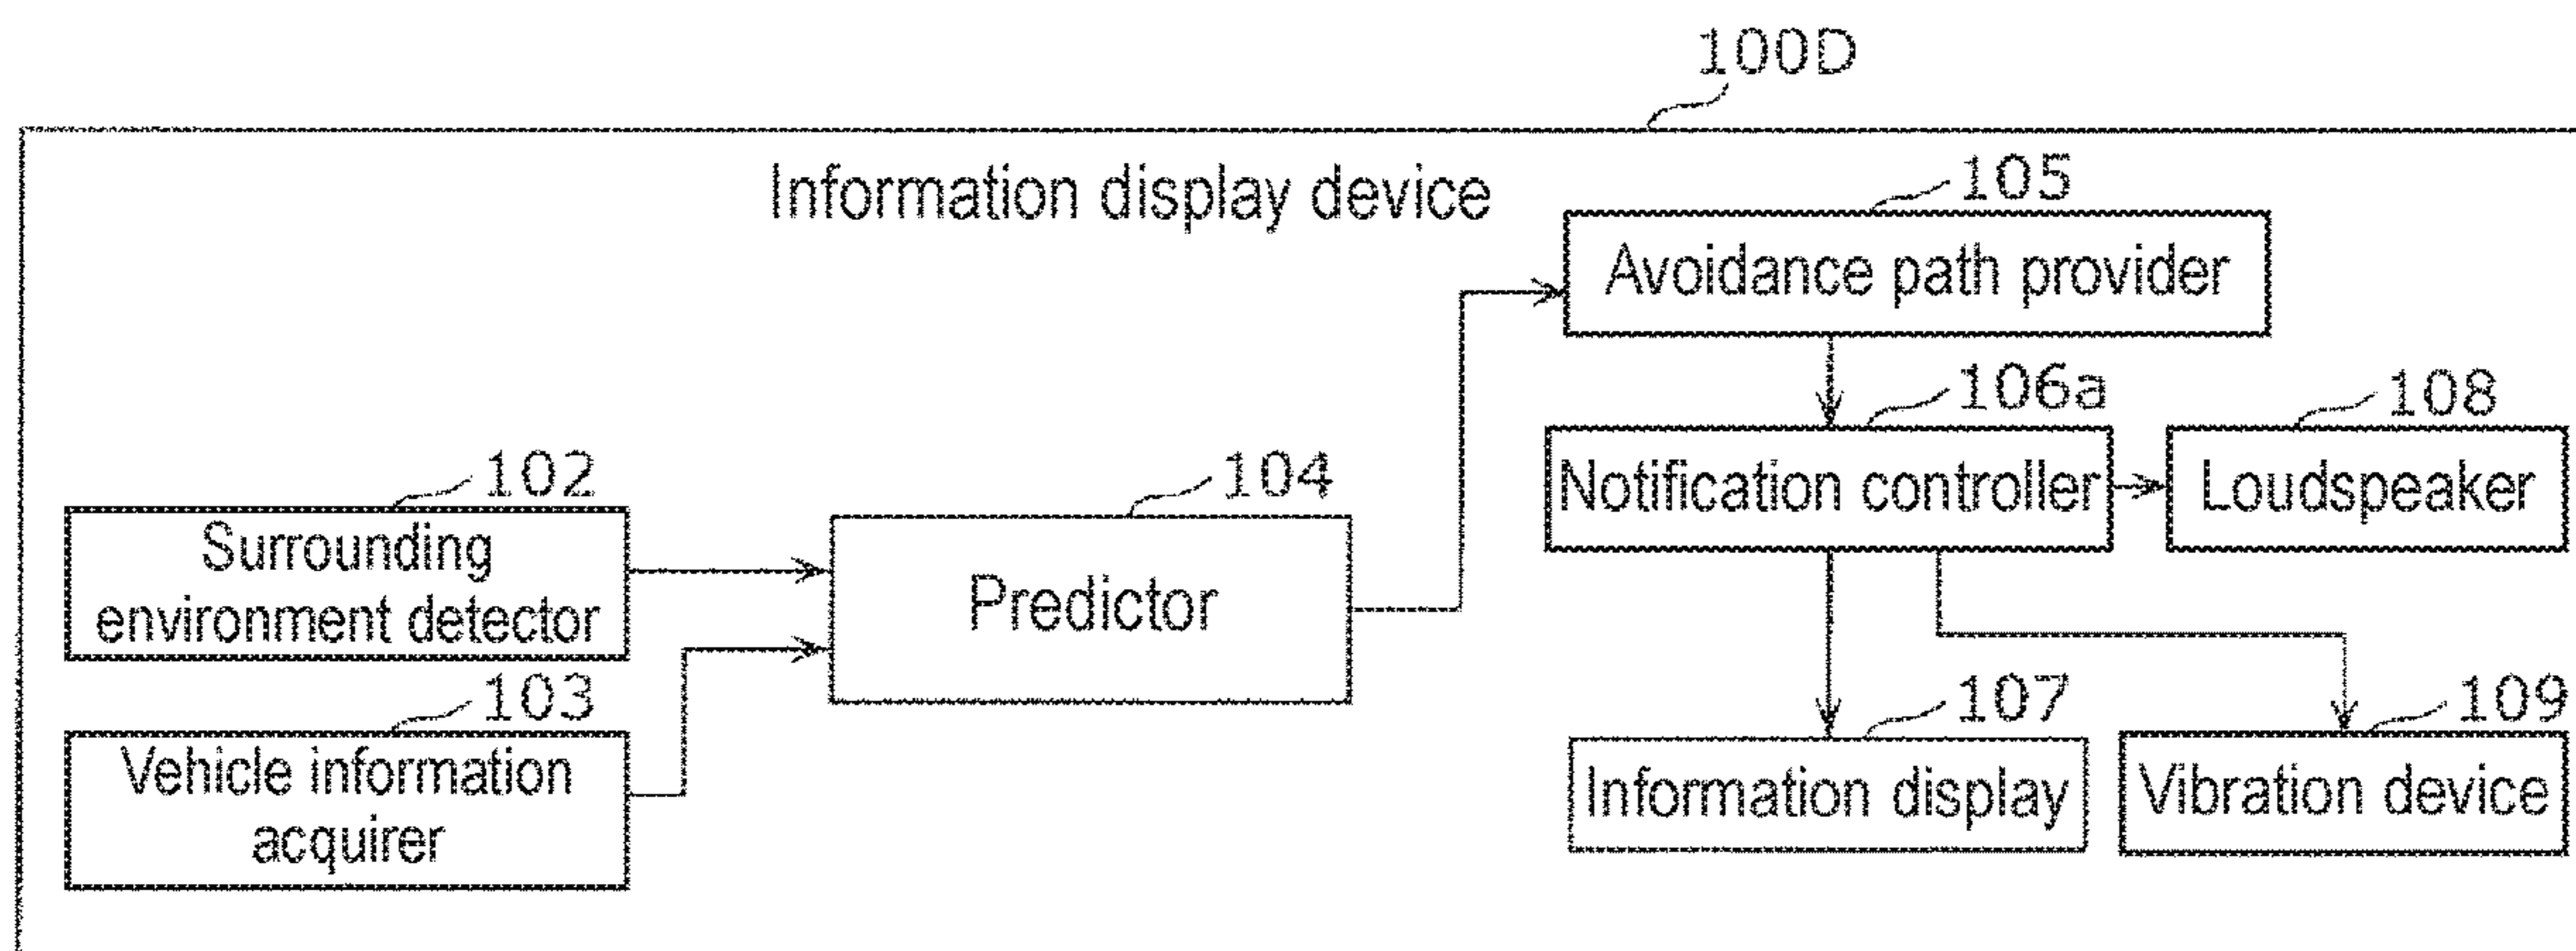 100D
Information display device
105
Avoidance path provider
106a
Notification controller
108
Loudspeaker
102
Surrounding
environment detector
104
Predictor
103
Vehicle information
acquirer
107
Information display
109
Vibration device